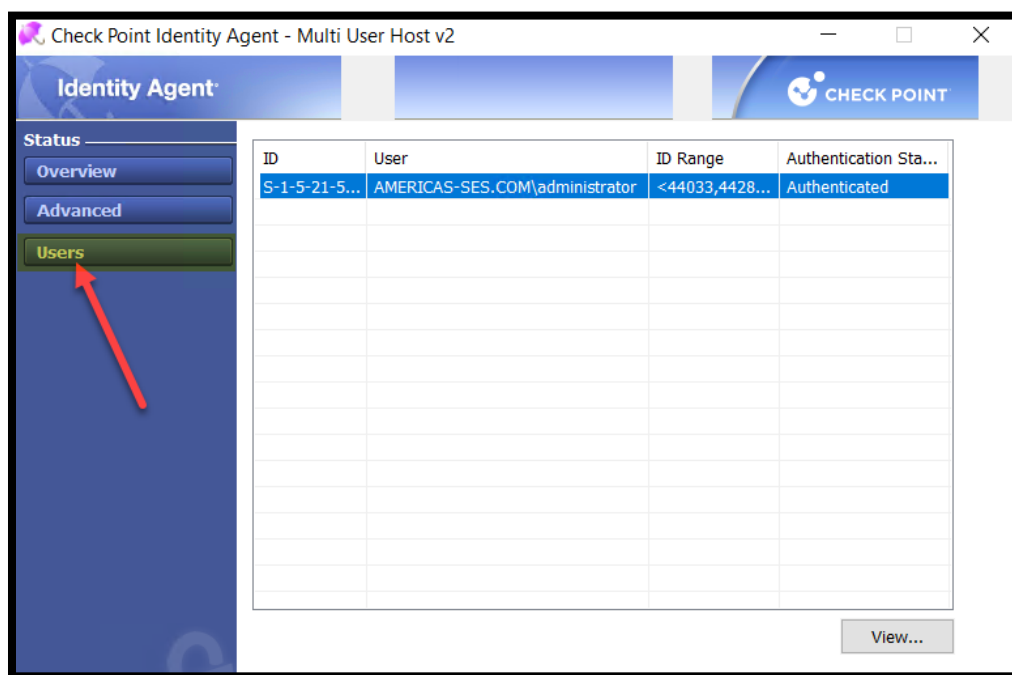 Check Point Identity Agent - Multi User Host v2
Identity Agent
CHECK POINT
Status
Overview
Advanced
Users
ID User ID Range Authentication Sta...
S-1-5-21-5... AMERICAS-SES.COM\administrator <44033,4428... Authenticated
View...